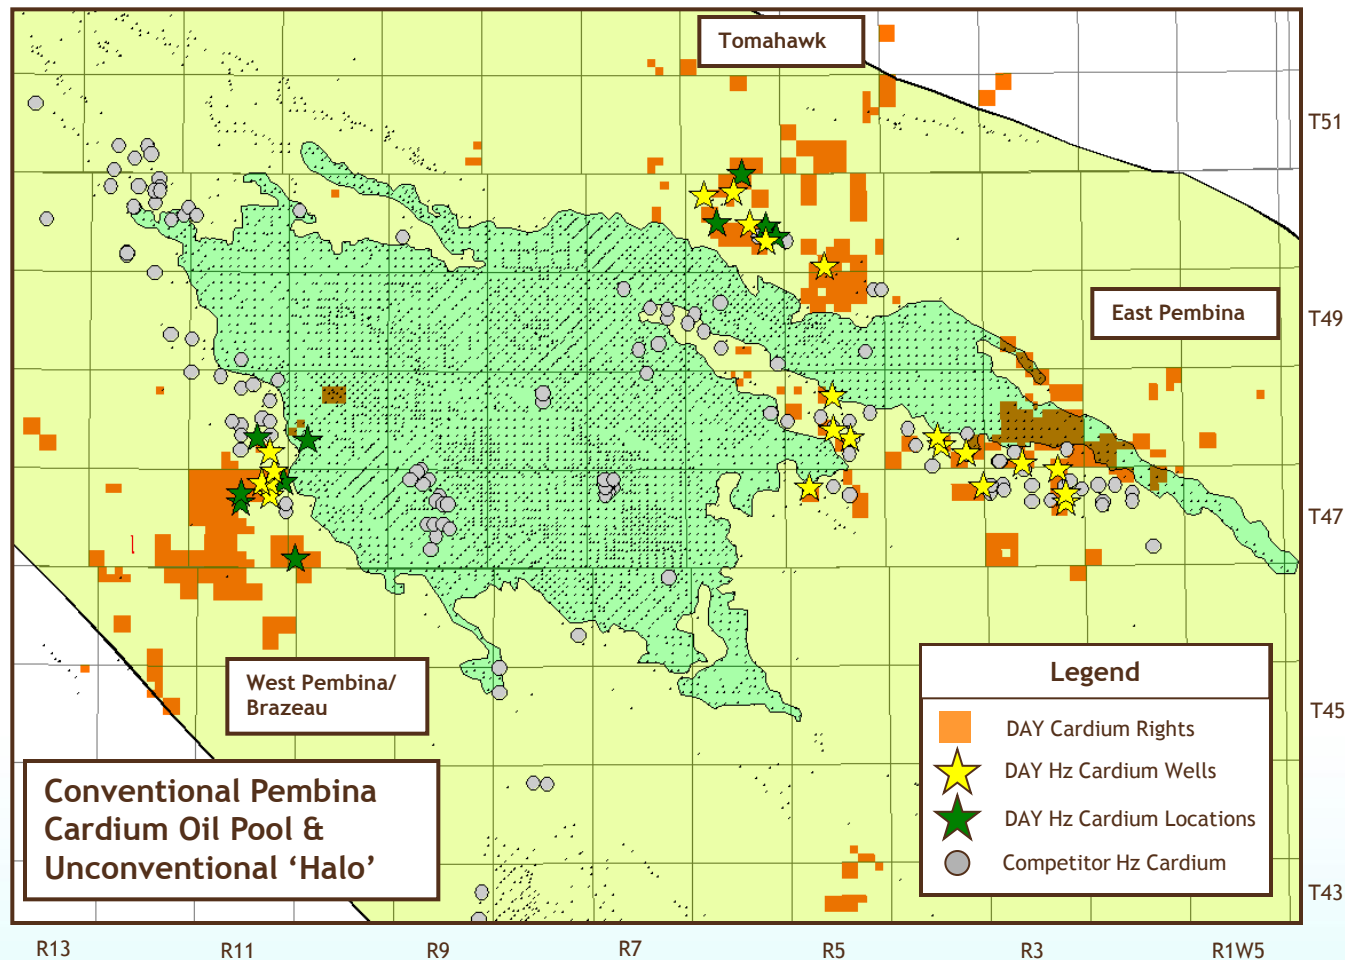 Tomahawk
T51
East Pembina
T49
T47
West Pembina/
Brazeau
Legend
DAY Cardium Rights
DAY Hz Cardium Wells
DAY Hz Cardium Locations
Competitor Hz Cardium
T45
Conventional Pembina
Cardium Oil Pool &
Unconventional ‘Halo’
T43
R13 R11 R9 R7 R5 R3 R1W5